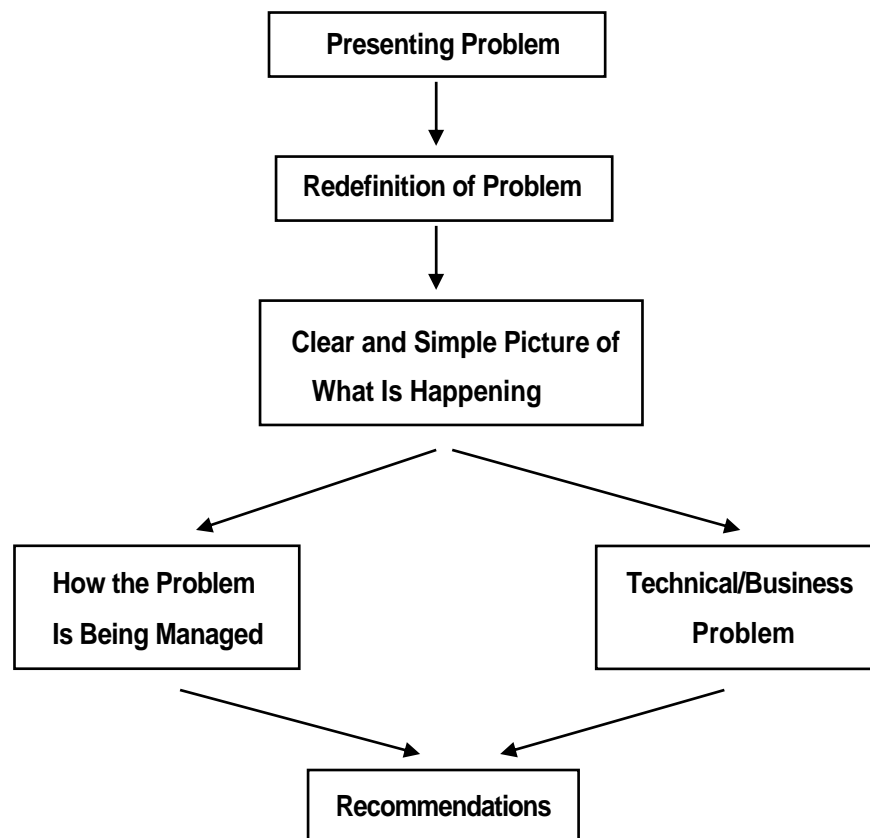 Presenting Problem
Redefinition of Problem
Clear and Simple Picture of
What Is Happening
How the Problem
Is Being Managed
Technical/Business
Problem
Recommendations